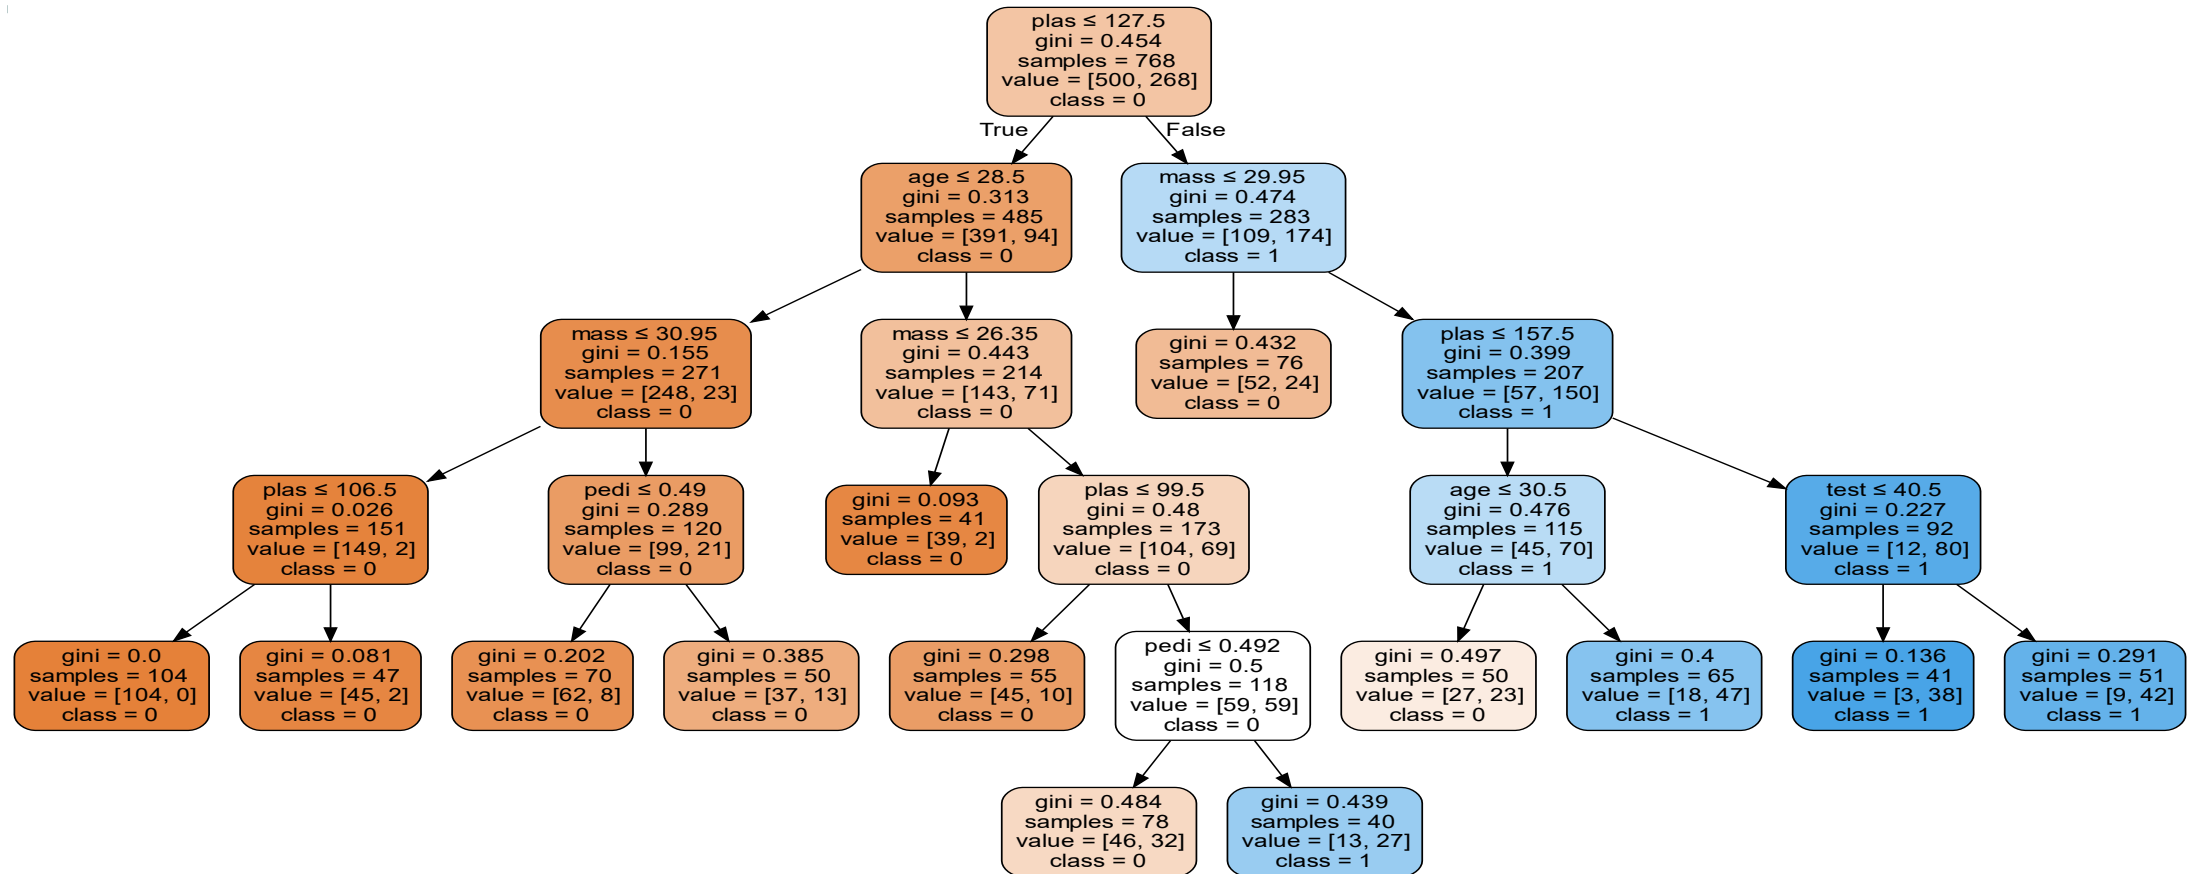 plas ≤ 127.5
gini = 0.454
samples = 768
value = [500, 268]
class = 0
True
False
age ≤ 28.5
gini = 0.313
samples = 485
value = [391, 94]
class = 0
mass ≤ 29.95
gini = 0.474
samples = 283
value = [109, 174]
class = 1
mass ≤ 30.95
gini = 0.155
samples = 271
value = [248, 23]
class = 0
mass ≤ 26.35
gini = 0.443
samples = 214
value = [143, 71]
class = 0
gini = 0.432
samples = 76
value = [52, 24]
class = 0
plas ≤ 157.5
gini = 0.399
samples = 207
value = [57, 150]
class = 1
plas ≤ 106.5
gini = 0.026
samples = 151
value = [149, 2]
class = 0
pedi ≤ 0.49
gini = 0.289
samples = 120
value = [99, 21]
class = 0
gini = 0.093
samples = 41
value = [39, 2]
class = 0
plas ≤ 99.5
gini = 0.48
samples = 173
value = [104, 69]
class = 0
age ≤ 30.5
gini = 0.476
samples = 115
value = [45, 70]
class = 1
test ≤ 40.5
gini = 0.227
samples = 92
value = [12, 80]
class = 1
gini = 0.0
samples = 104
value = [104, 0]
class = 0
gini = 0.081
samples = 47
value = [45, 2]
class = 0
gini = 0.202
samples = 70
value = [62, 8]
class = 0
gini = 0.385
samples = 50
value = [37, 13]
class = 0
gini = 0.298
samples = 55
value = [45, 10]
class = 0
pedi ≤ 0.492
gini = 0.5
samples = 118
value = [59, 59]
class = 0
gini = 0.497
samples = 50
value = [27, 23]
class = 0
gini = 0.4
samples = 65
value = [18, 47]
class = 1
gini = 0.136
samples = 41
value = [3, 38]
class = 1
gini = 0.291
samples = 51
value = [9, 42]
class = 1
gini = 0.484
samples = 78
value = [46, 32]
class = 0
gini = 0.439
samples = 40
value = [13, 27]
class = 1